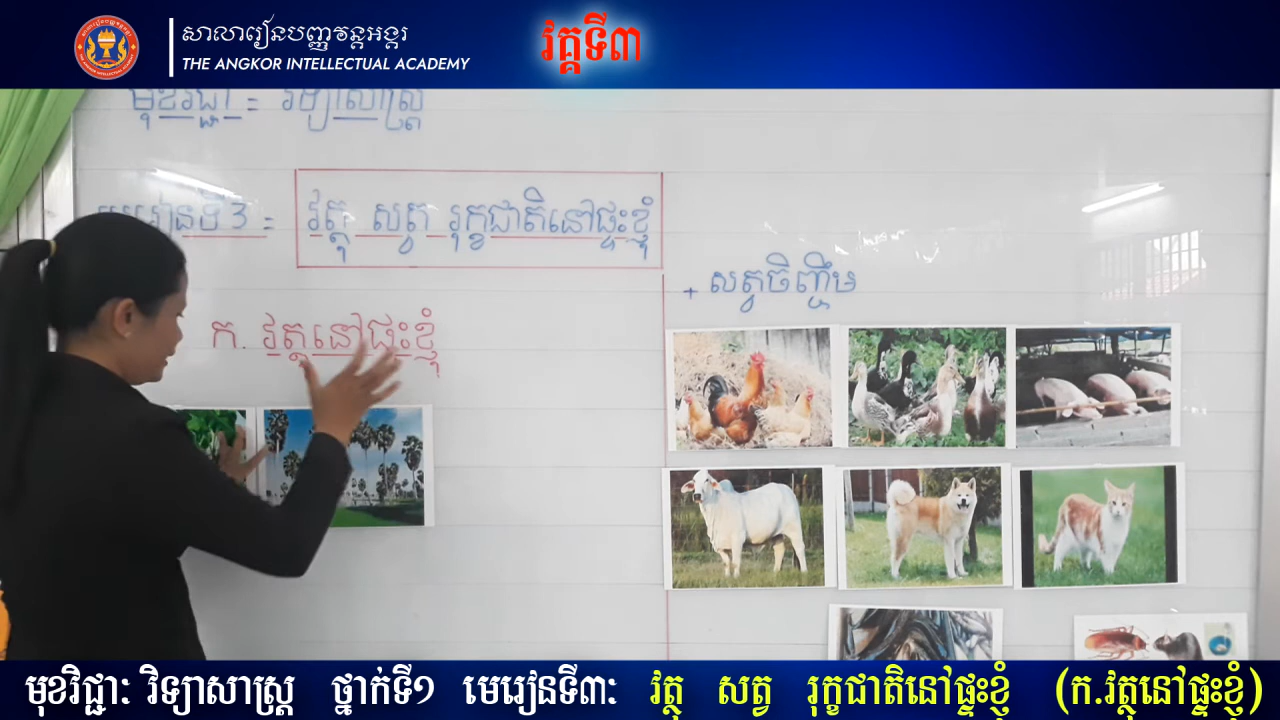 សាលារៀនបញ្ញវន្តអង្គរ
THE ANGKOR INTELLECTUAL ACADEMY
វគ្គទី៣
មុខវិជ្ជា = វិទ្យាសាស្ត្រ
មេរៀនទី3 = វត្ថុ សត្វ រុក្ខជាតិនៅផ្ទះខ្ញុំ
+ សត្វចិញ្ចឹម
ក. វត្ថុនៅផ្ទះខ្ញុំ
មុខវិជ្ជា: វិទ្យាសាស្ត្រ ថ្នាក់ទី១ មេរៀនទី៣: វត្ថុ សត្វ រុក្ខជាតិនៅផ្ទះខ្ញុំ (ក.វត្ថុនៅផ្ទះខ្ញុំ)